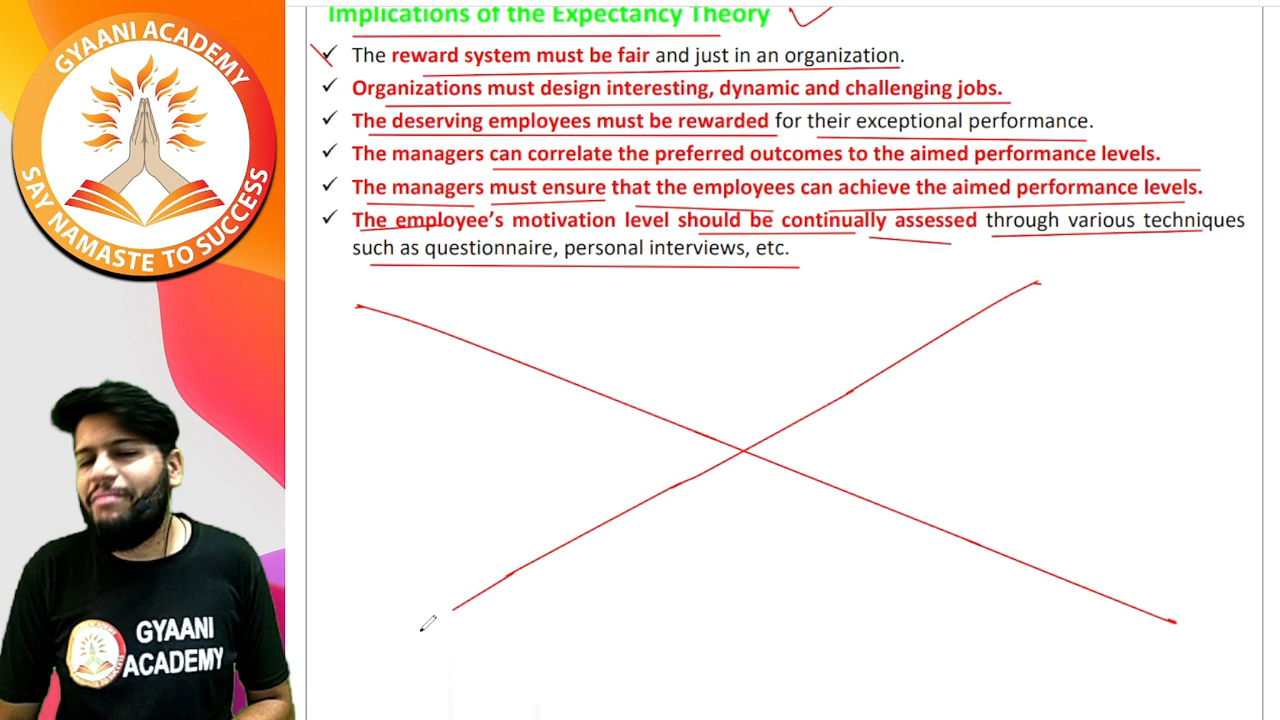 GYAANI ACADEMY
SAY NAMASTE TO SUCCESS
Implications of the Expectancy Theory
✓ The reward system must be fair and just in an organization.
✓ Organizations must design interesting, dynamic and challenging jobs.
✓ The deserving employees must be rewarded for their exceptional performance.
✓ The managers can correlate the preferred outcomes to the aimed performance levels.
✓ The managers must ensure that the employees can achieve the aimed performance levels.
✓ The employee’s motivation level should be continually assessed through various techniques
such as questionnaire, personal interviews, etc.
GYAANI
ACADEMY